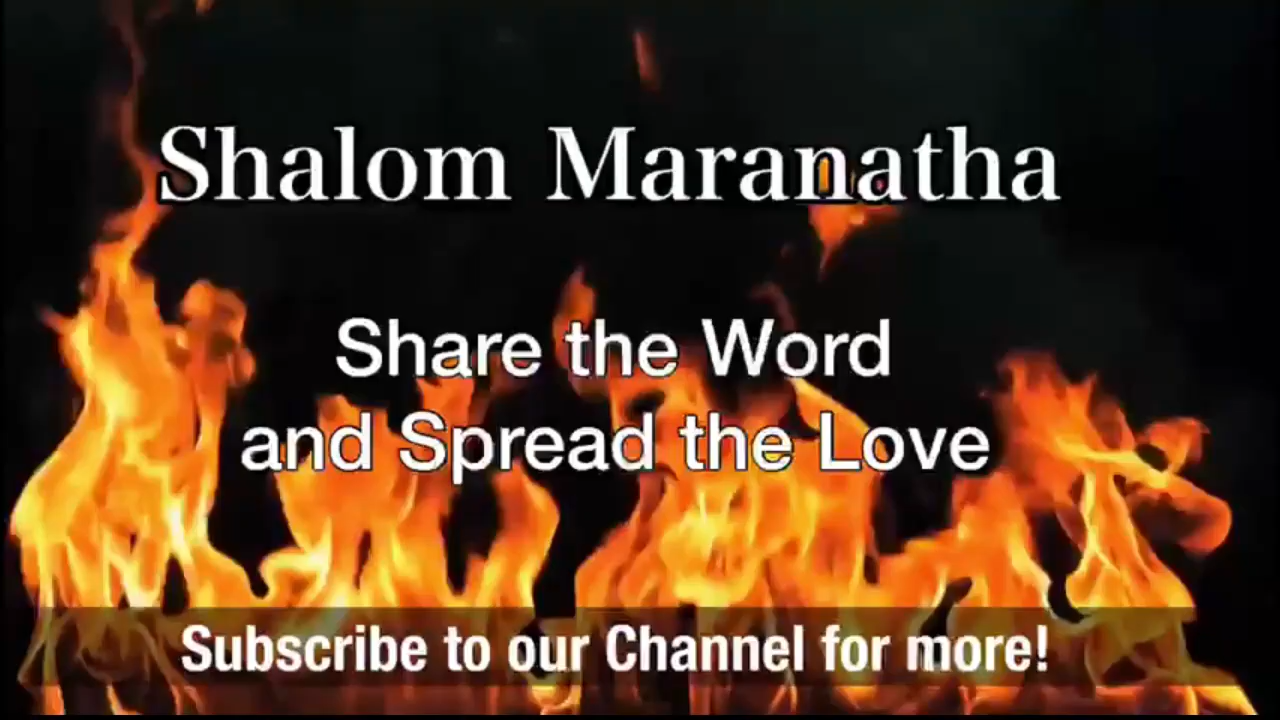 Shalom Maranatha
Share the Word
and Spread the Love
Subscribe to our Channel for more!